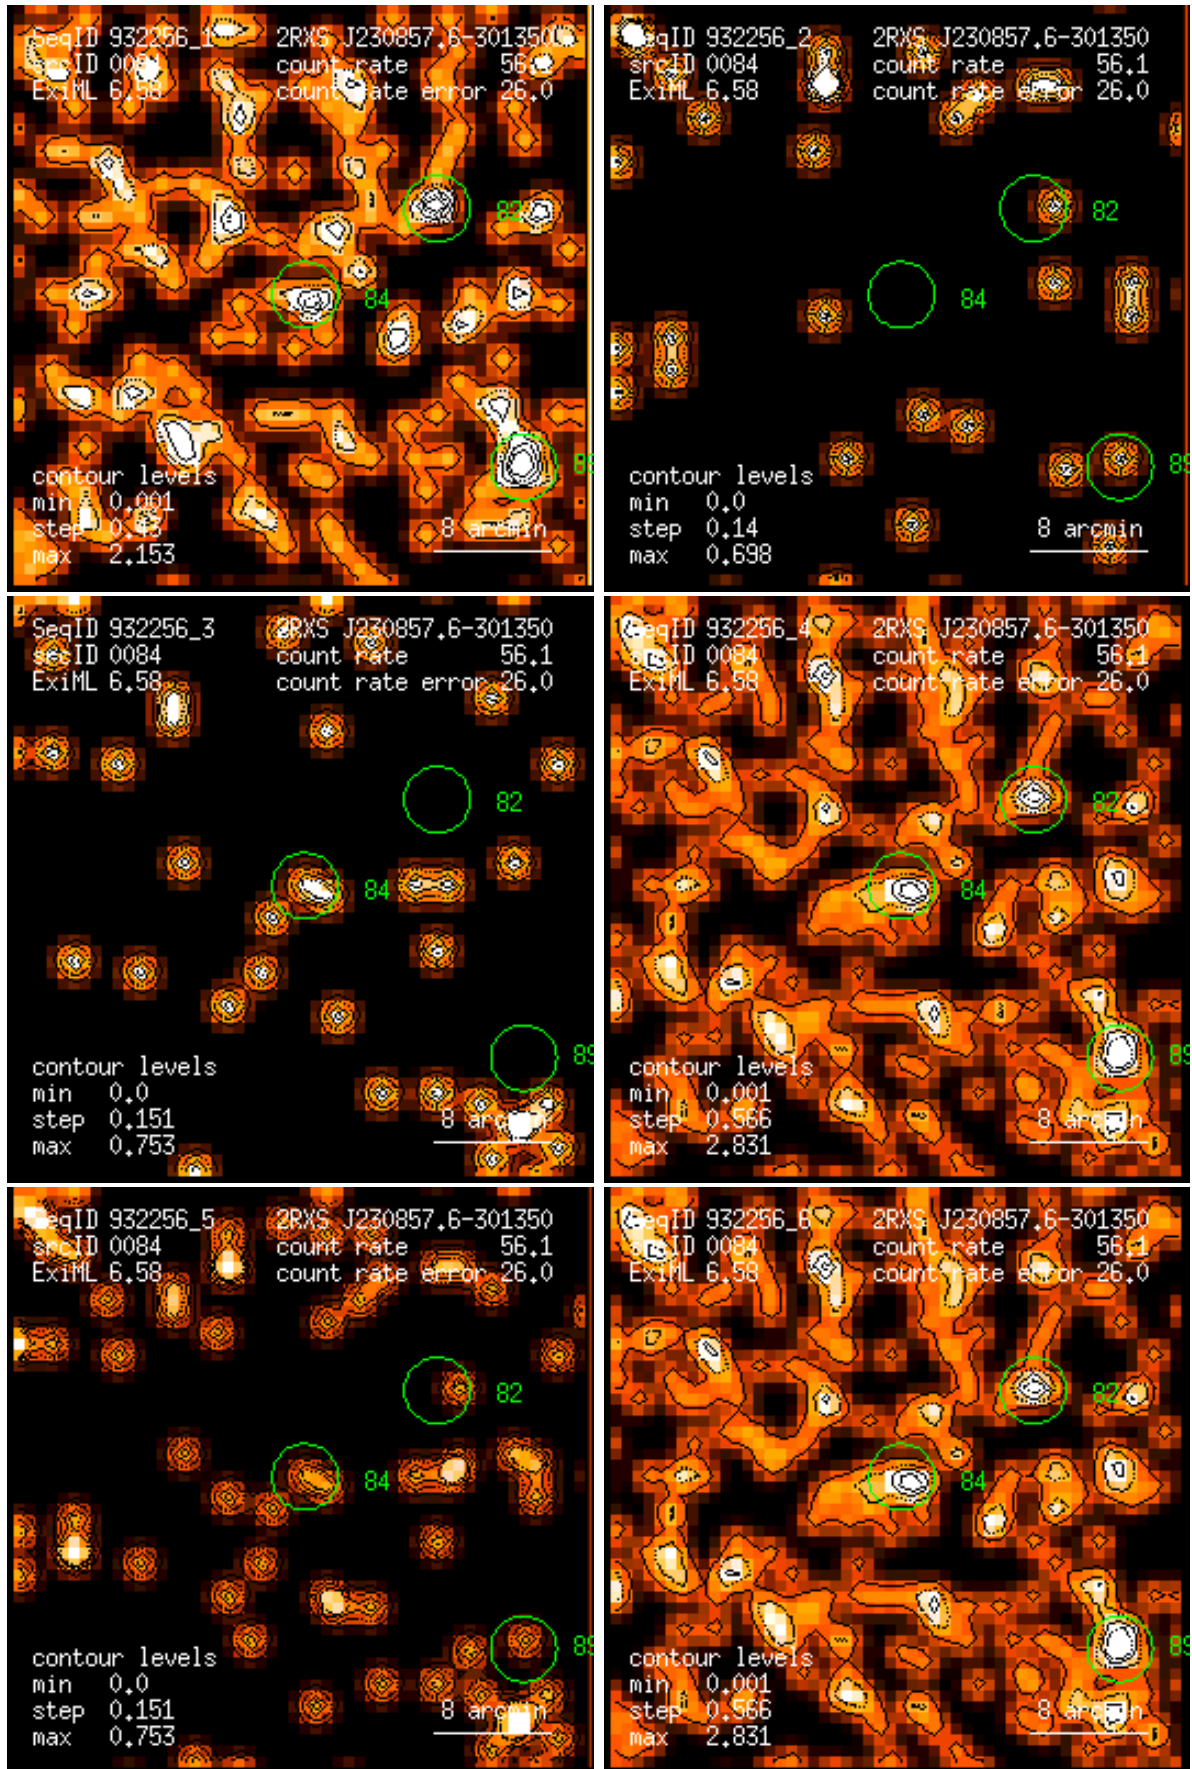 SeqID 932256_1 2RXS J230857.6-301350
srcID 0084 count rate 56.1
ExiML 6.58 count rate error 26.0
82
84
89
contour levels
min 0.001
step 0.43
max 2.153
8 arcmin
SeqID 932256_2 2RXS J230857.6-301350
srcID 0084 count rate 56.1
ExiML 6.58 count rate error 26.0
82
84
89
contour levels
min 0.0
step 0.14
max 0.698
8 arcmin
SeqID 932256_3 2RXS J230857.6-301350
srcID 0084 count rate 56.1
ExiML 6.58 count rate error 26.0
82
84
89
contour levels
min 0.0
step 0.151
max 0.753
8 arcmin
SeqID 932256_4 2RXS J230857.6-301350
srcID 0084 count rate 56.1
ExiML 6.58 count rate error 26.0
82
84
89
contour levels
min 0.001
step 0.566
max 2.831
8 arcmin
SeqID 932256_5 2RXS J230857.6-301350
srcID 0084 count rate 56.1
ExiML 6.58 count rate error 26.0
82
84
89
contour levels
min 0.0
step 0.151
max 0.753
8 arcmin
SeqID 932256_6 2RXS J230857.6-301350
srcID 0084 count rate 56.1
ExiML 6.58 count rate error 26.0
82
84
89
contour levels
min 0.001
step 0.566
max 2.831
8 arcmin